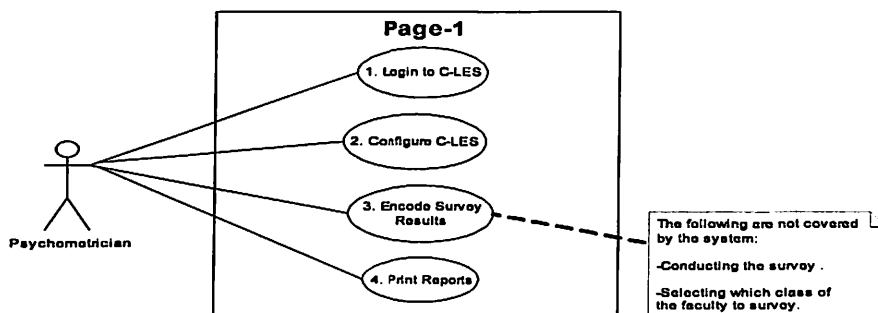 Page-1
1. Login to C-LES
2. Configure C-LES
3. Encode Survey
Results
4. Print Reports
Psychometrician
The following are not covered
by the system:
-Conducting the survey .
-Selecting which class of
the faculty to survey.